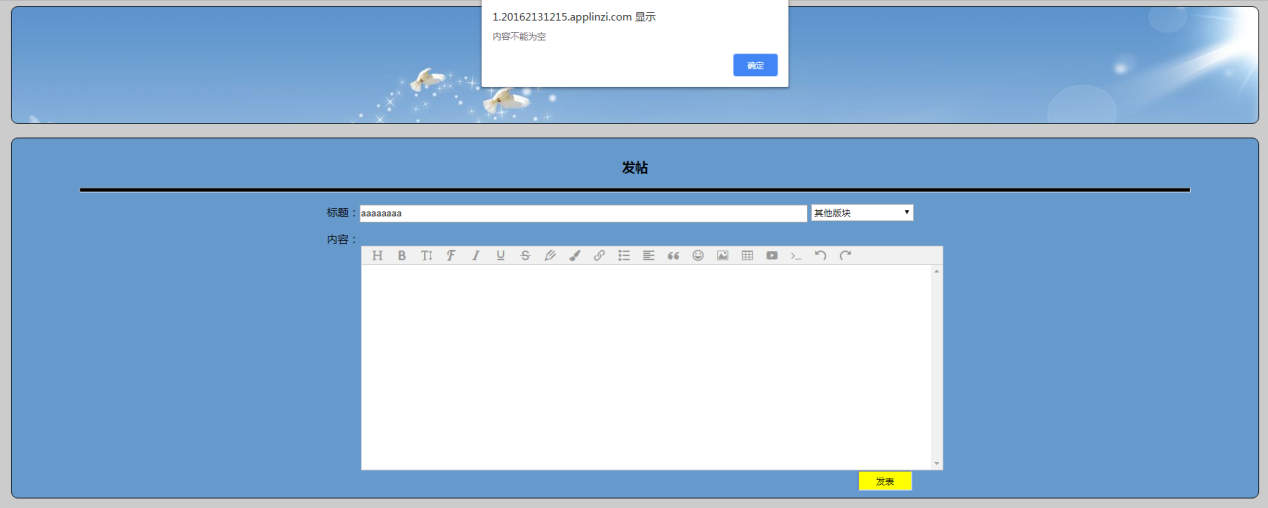 1.20162131215.applinzi.com 显示
内容不能为空
确定
发帖
标题： aaaaaaaa 其他版块
内容：
发表